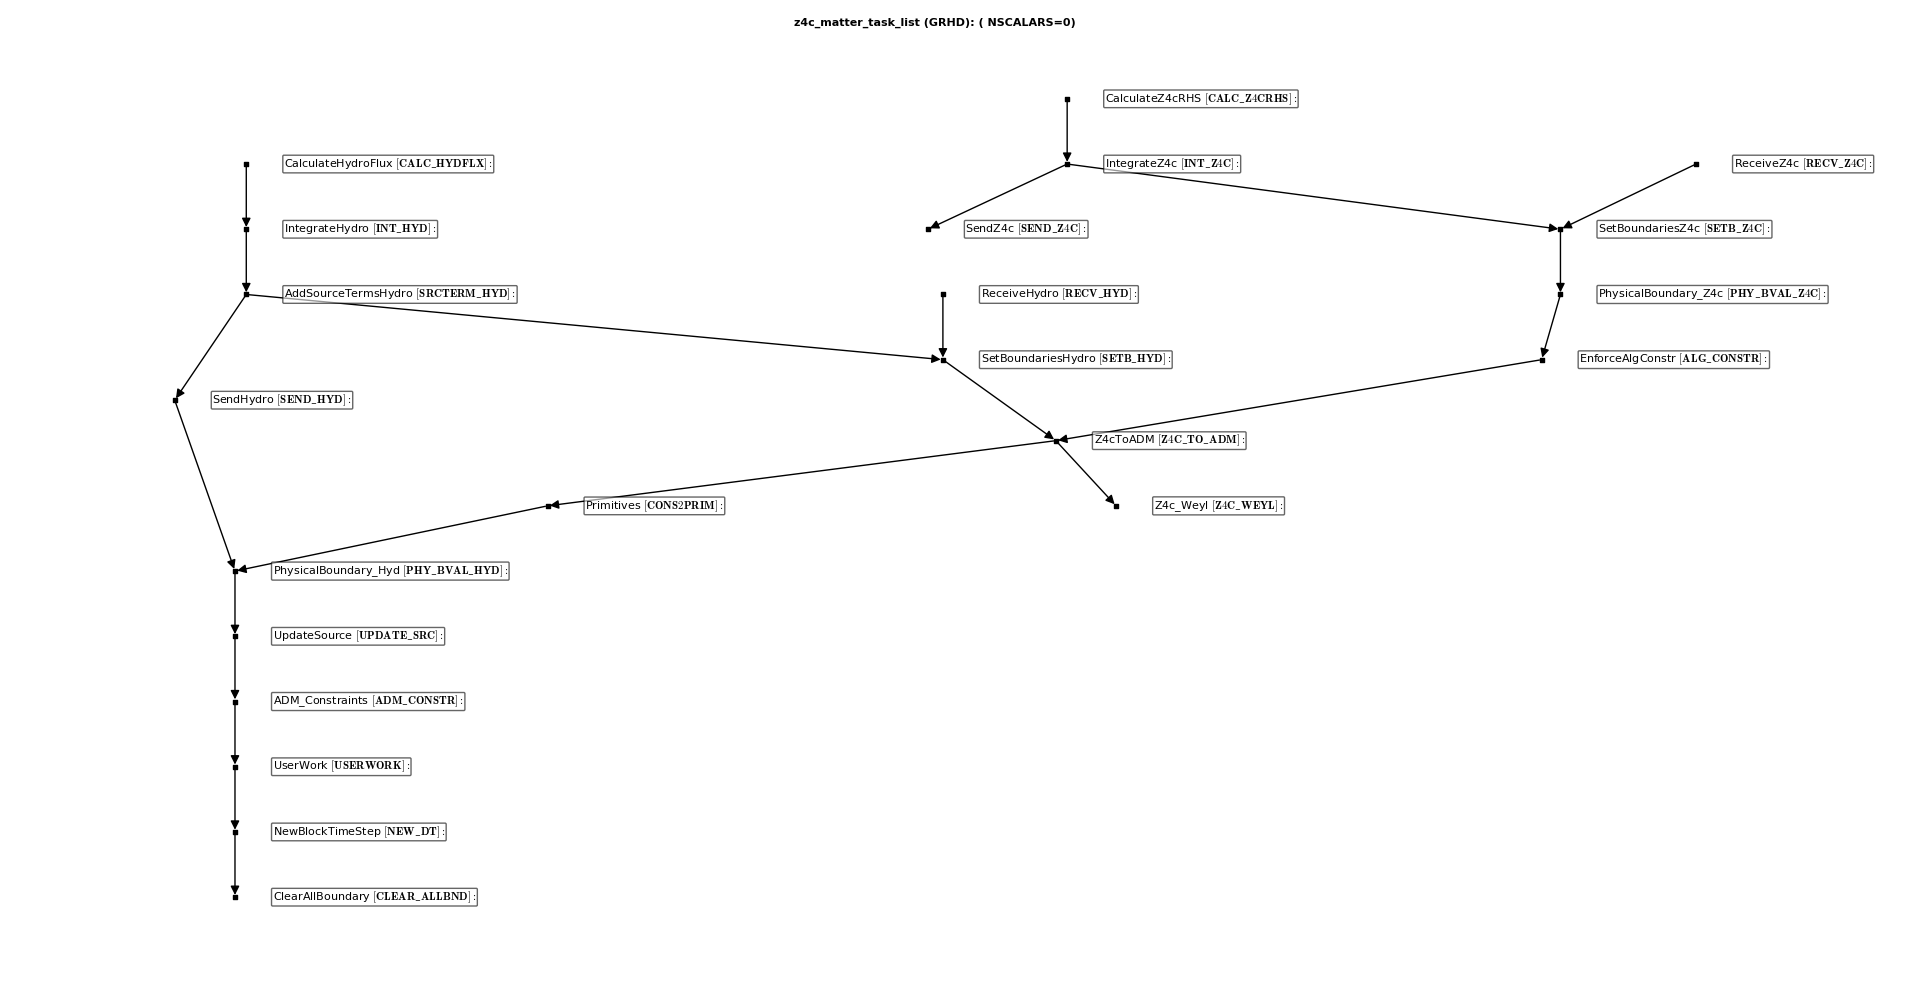 z4c_matter_task_list (GRHD): ( NSCALARS=0)
CalculateZ4cRHS [CALC_Z4CRHS]:
CalculateHydroFlux [CALC_HYDFLX]:
IntegrateZ4c [INT_Z4C]:
ReceiveZ4c [RECV_Z4C]:
IntegrateHydro [INT_HYD]:
SendZ4c [SEND_Z4C]:
SetBoundariesZ4c [SETB_Z4C]:
AddSourceTermsHydro [SRCTERM_HYD]:
ReceiveHydro [RECV_HYD]:
PhysicalBoundary_Z4c [PHY_BVAL_Z4C]:
SetBoundariesHydro [SETB_HYD]:
EnforceAlgConstr [ALG_CONSTR]:
SendHydro [SEND_HYD]:
Z4cToADM [Z4C_TO_ADM]:
Primitives [CONS2PRIM]:
Z4c_Weyl [Z4C_WEYL]:
PhysicalBoundary_Hyd [PHY_BVAL_HYD]:
UpdateSource [UPDATE_SRC]:
ADM_Constraints [ADM_CONSTR]:
UserWork [USERWORK]:
NewBlockTimeStep [NEW_DT]:
ClearAllBoundary [CLEAR_ALLBND]: